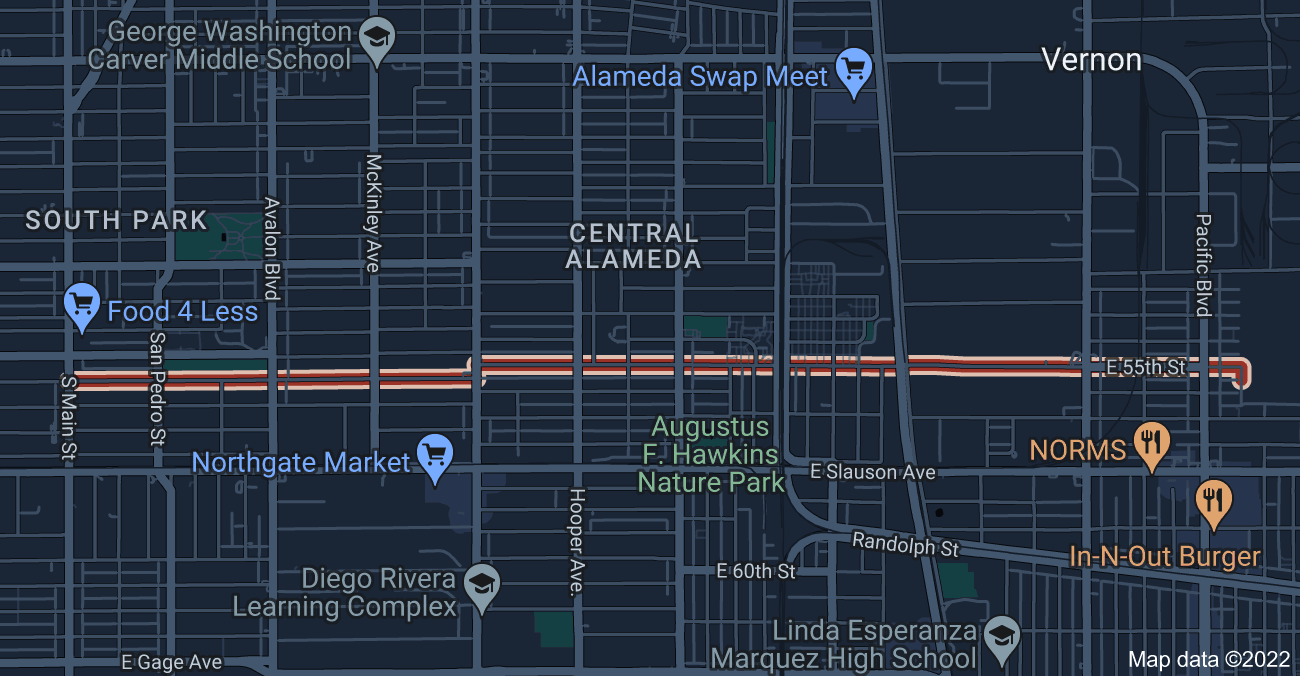 George Washington
Carver Middle School
Alameda Swap Meet
Vernon
McKinley Ave
SOUTH PARK
Avalon Blvd
CENTRAL
ALAMEDA
Pacific Blvd
Food 4 Less
San Pedro St
S Main St
E 55th St
Augustus
F. Hawkins
Nature Park
Northgate Market
E Slauson Ave
NORMS
Hooper Ave.
Randolph St
In-N-Out Burger
E 60th St
Diego Rivera
Learning Complex
Linda Esperanza
Marquez High School
E Gage Ave
Map data ©2022